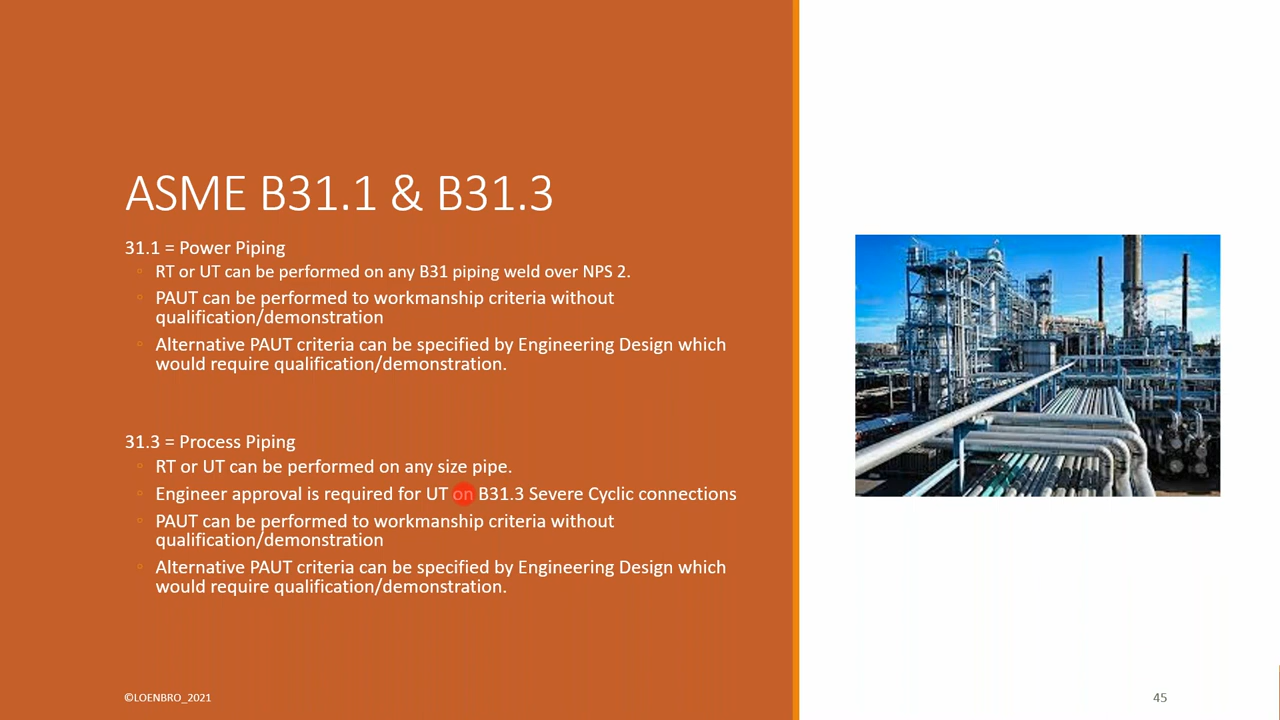 ASME B31.1 & B31.3
31.1 = Power Piping
RT or UT can be performed on any B31 piping weld over NPS 2.
PAUT can be performed to workmanship criteria without
qualification/demonstration
Alternative PAUT criteria can be specified by Engineering Design which
would require qualification/demonstration.
31.3 = Process Piping
RT or UT can be performed on any size pipe.
Engineer approval is required for UT on B31.3 Severe Cyclic connections
PAUT can be performed to workmanship criteria without
qualification/demonstration
Alternative PAUT criteria can be specified by Engineering Design which
would require qualification/demonstration.
©LOENBRO_2021
45